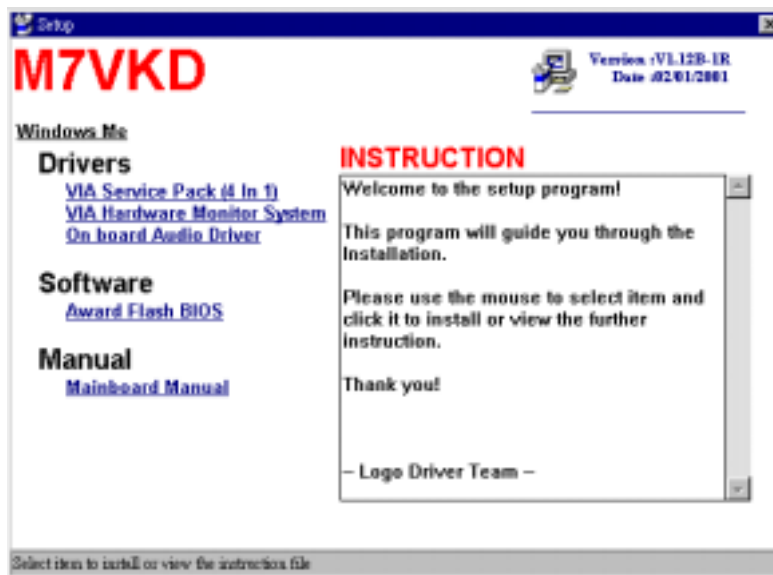 Setup
M7VKD
Version :V1.12B-1R
Date :02/01/2001
Windows Me
Drivers
VIA Service Pack (4 In 1)
VIA Hardware Monitor System
On board Audio Driver
Software
Award Flash BIOS
Manual
Mainboard Manual
INSTRUCTION
Welcome to the setup program!
This program will guide you through the
Installation.
Please use the mouse to select item and
click it to install or view the further
instruction.
Thank you!
-- Logo Driver Team --
Select item to install or view the instruction file